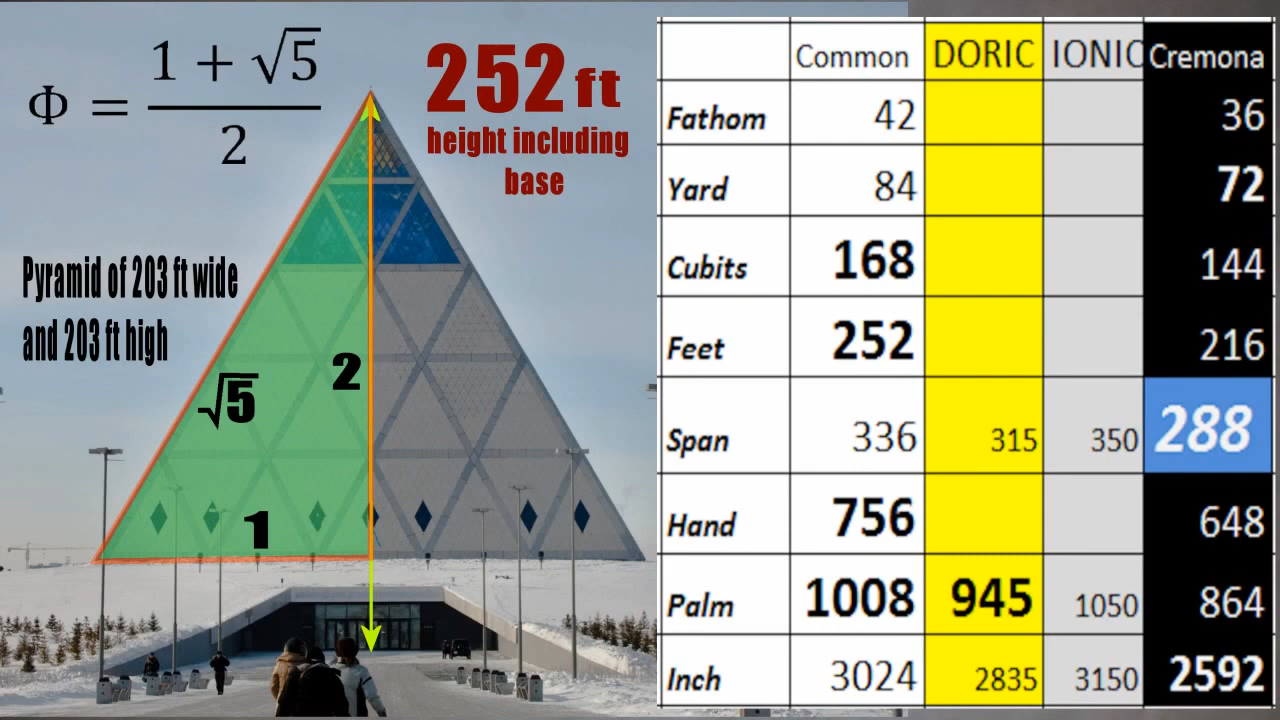 Φ = (1 + √5) / 2
252 ft
height including
base
Pyramid of 203 ft wide
and 203 ft high
√5
2
1
Common DORIC IONIC Cremona
Fathom 42 36
Yard 84 72
Cubits 168 144
Feet 252 216
Span 336 315 350 288
Hand 756 648
Palm 1008 945 1050 864
Inch 3024 2835 3150 2592